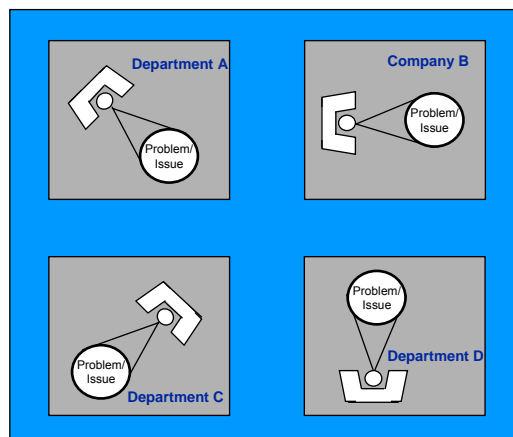 Department A
Problem/
Issue
Company B
Problem/
Issue
Problem/
Issue
Department C
Problem/
Issue
Department D